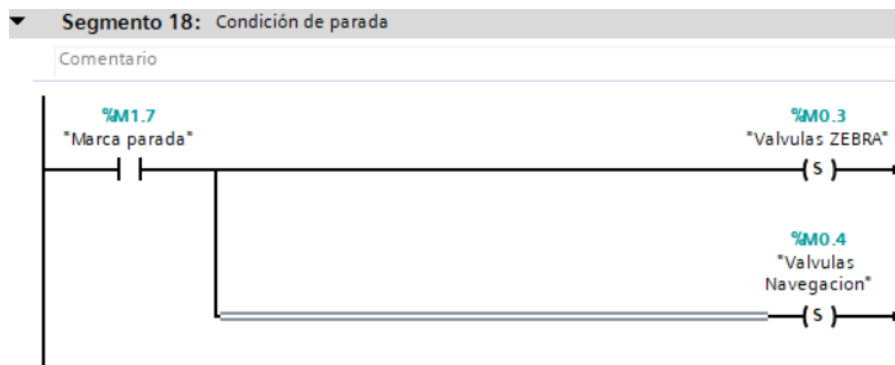 Segmento 18: Condición de parada
Comentario
%M1.7
"Marca parada"
%M0.3
"Valvulas ZEBRA"
S
%M0.4
"Valvulas
Navegacion"
S